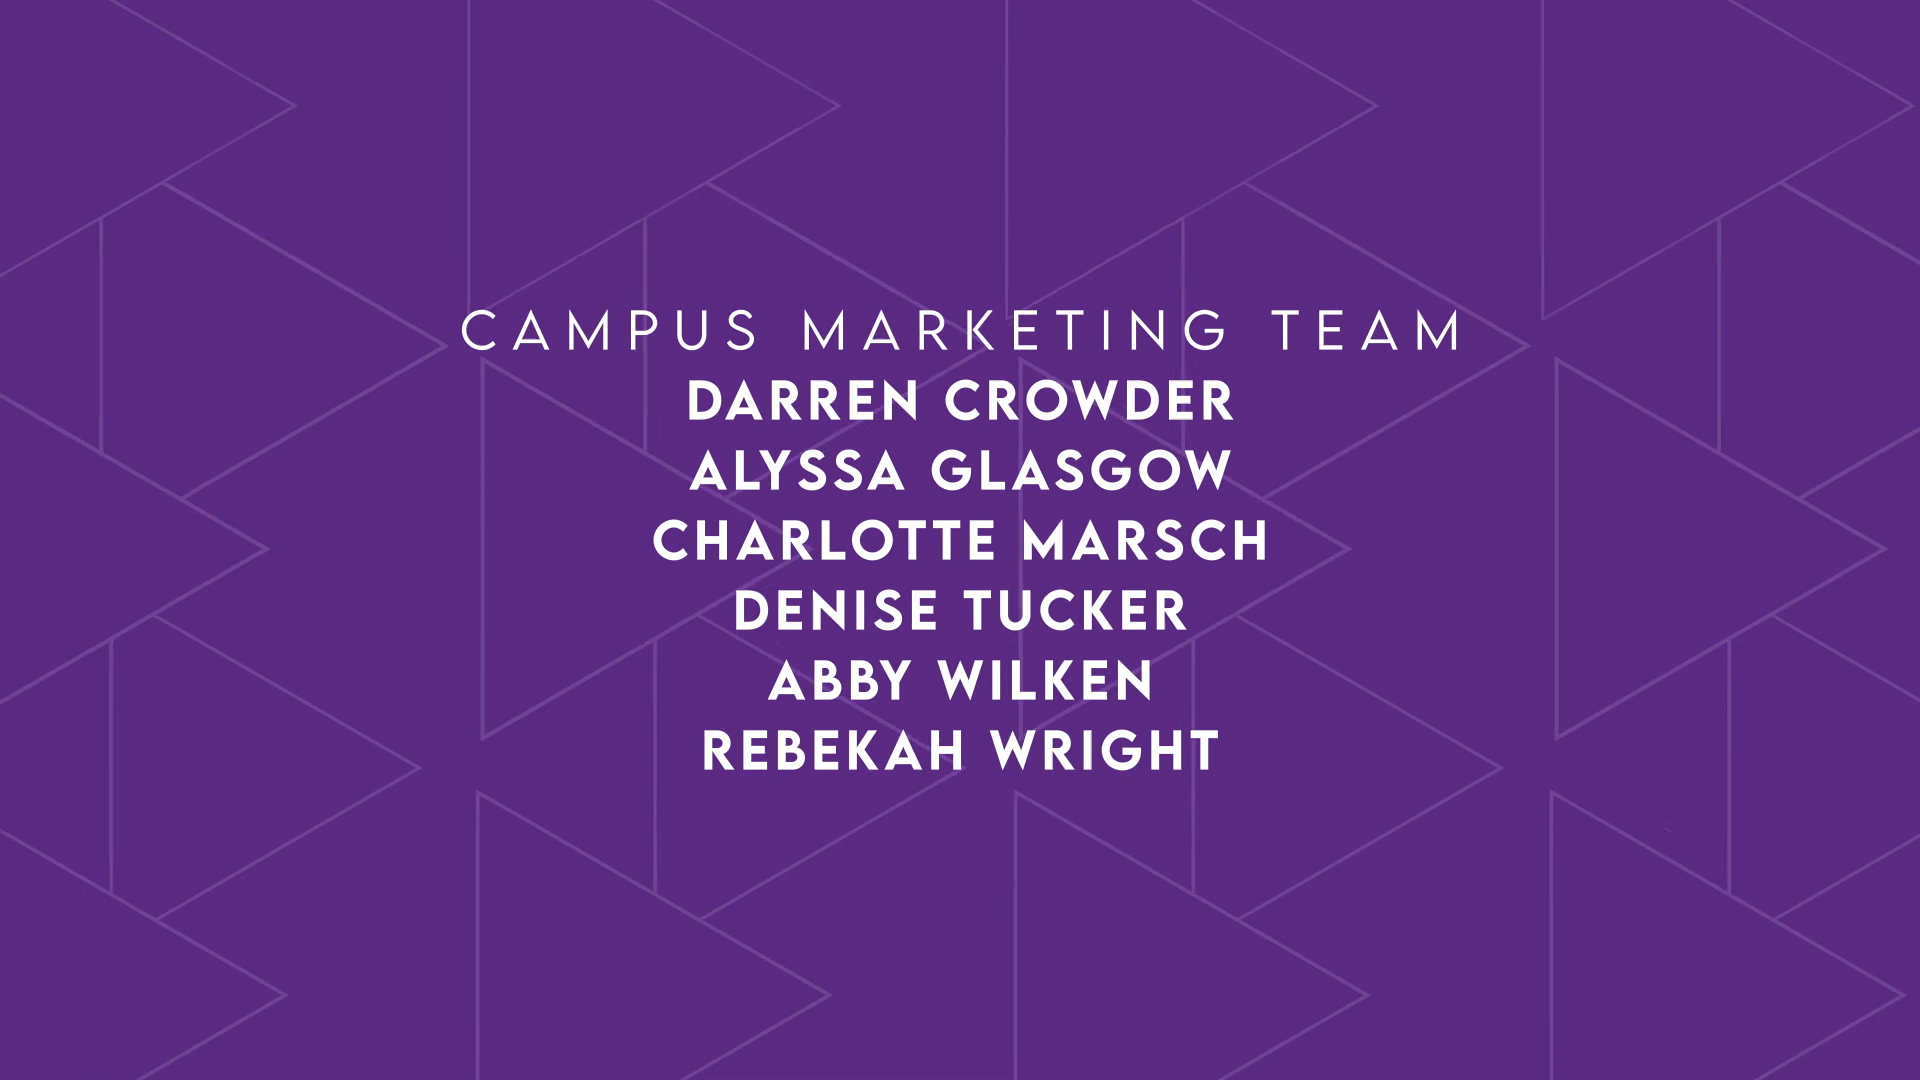 CAMPUS MARKETING TEAM
DARREN CROWDER
ALYSSA GLASGOW
CHARLOTTE MARSCH
DENISE TUCKER
ABBY WILKEN
REBEKAH WRIGHT